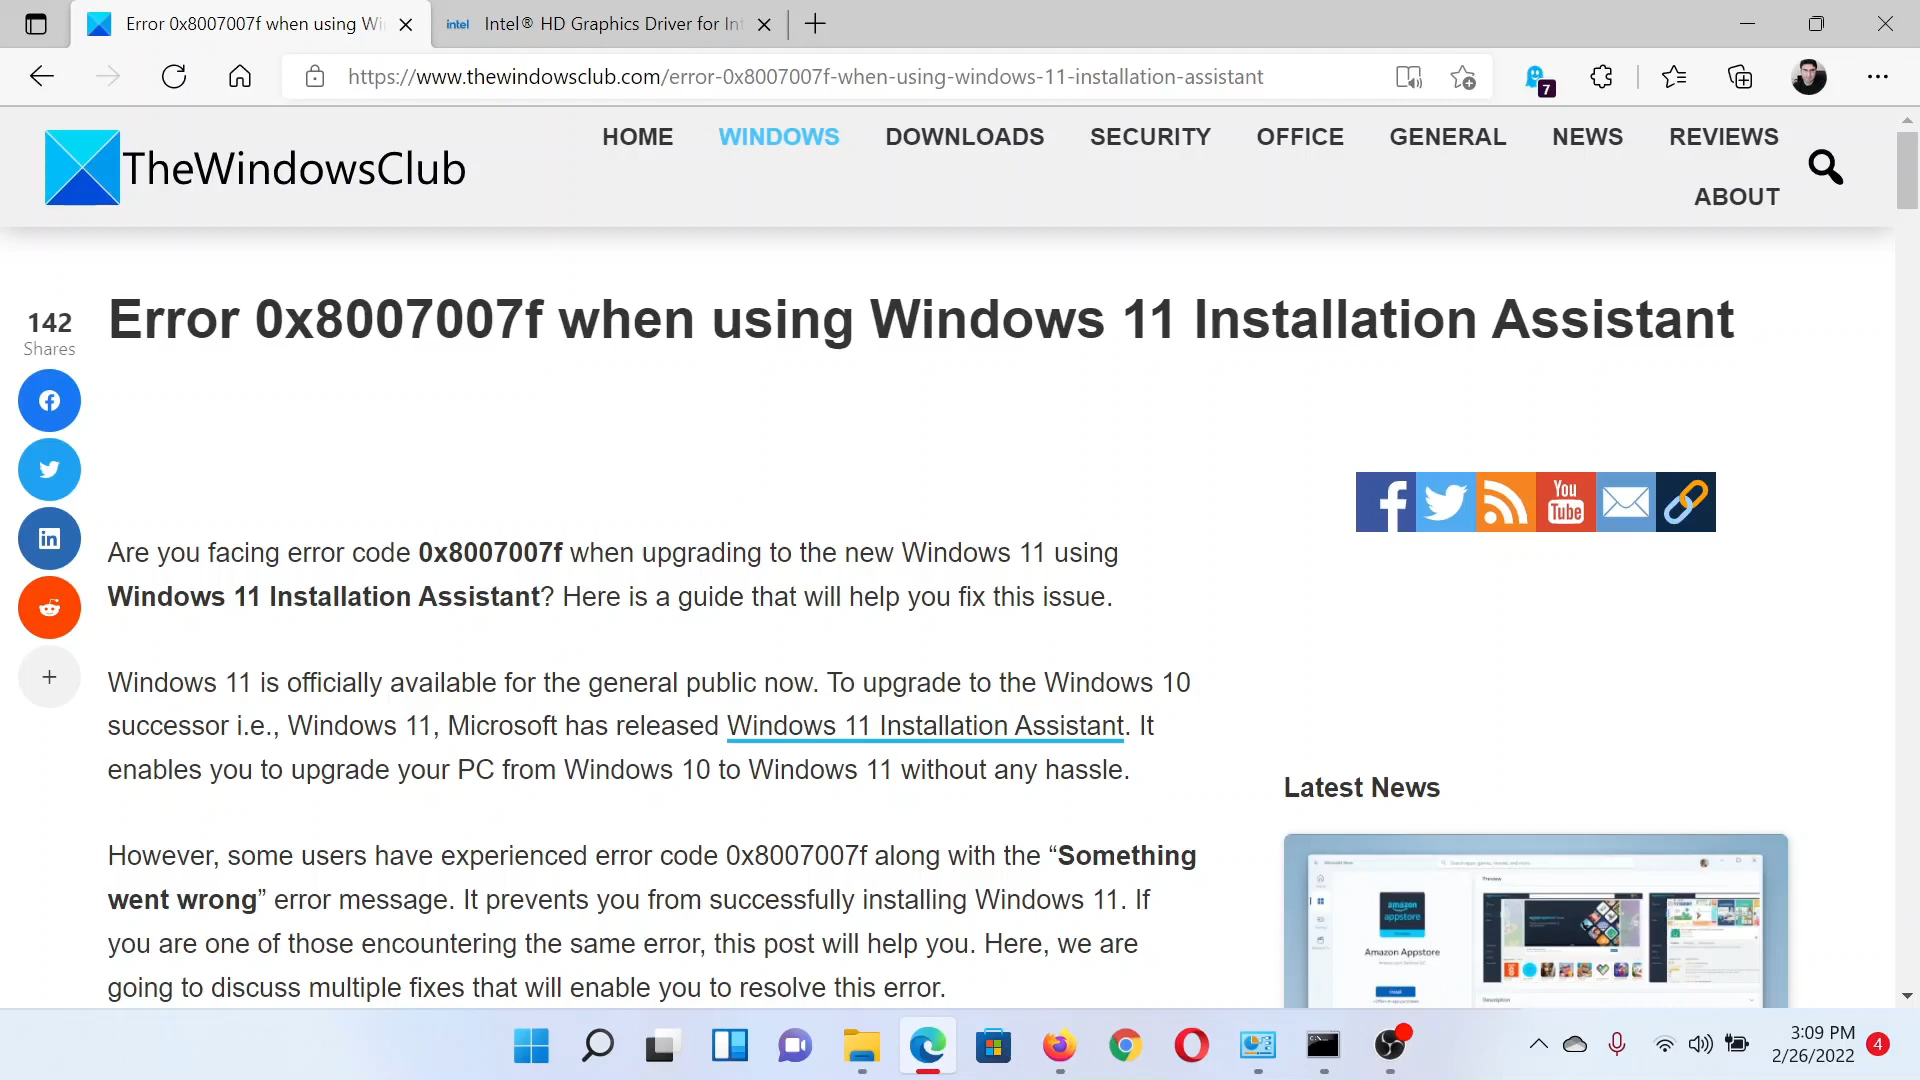 Error 0x8007007f when using Wi
intel
Intel® HD Graphics Driver for Int
https://www.thewindowsclub.com/error-0x8007007f-when-using-windows-11-installation-assistant
7
TheWindowsClub
HOME
WINDOWS
DOWNLOADS
SECURITY
OFFICE
GENERAL
NEWS
REVIEWS
ABOUT
142
Shares
Error 0x8007007f when using Windows 11 Installation Assistant
You
Tube
Are you facing error code 0x8007007f when upgrading to the new Windows 11 using
Windows 11 Installation Assistant? Here is a guide that will help you fix this issue.
Windows 11 is officially available for the general public now. To upgrade to the Windows 10
successor i.e., Windows 11, Microsoft has released Windows 11 Installation Assistant. It
enables you to upgrade your PC from Windows 10 to Windows 11 without any hassle.
However, some users have experienced error code 0x8007007f along with the “Something
went wrong” error message. It prevents you from successfully installing Windows 11. If
you are one of those encountering the same error, this post will help you. Here, we are
going to discuss multiple fixes that will enable you to resolve this error.
Latest News
Preview
amazon
appstore
Amazon Appstore
Install
Description
3:09 PM
2/26/2022
4